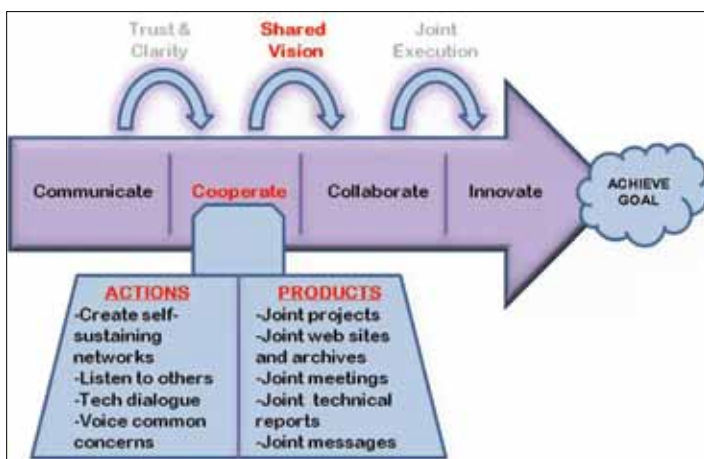 Trust &
Clarity
Shared
Vision
Joint
Execution
Communicate
Cooperate
Collaborate
Innovate
ACHIEVE
GOAL
ACTIONS
-Create self-
sustaining
networks
-Listen to others
-Tech dialogue
-Voice common
concerns
PRODUCTS
-Joint projects
-Joint web sites
and archives
-Joint meetings
-Joint technical
reports
-Joint messages